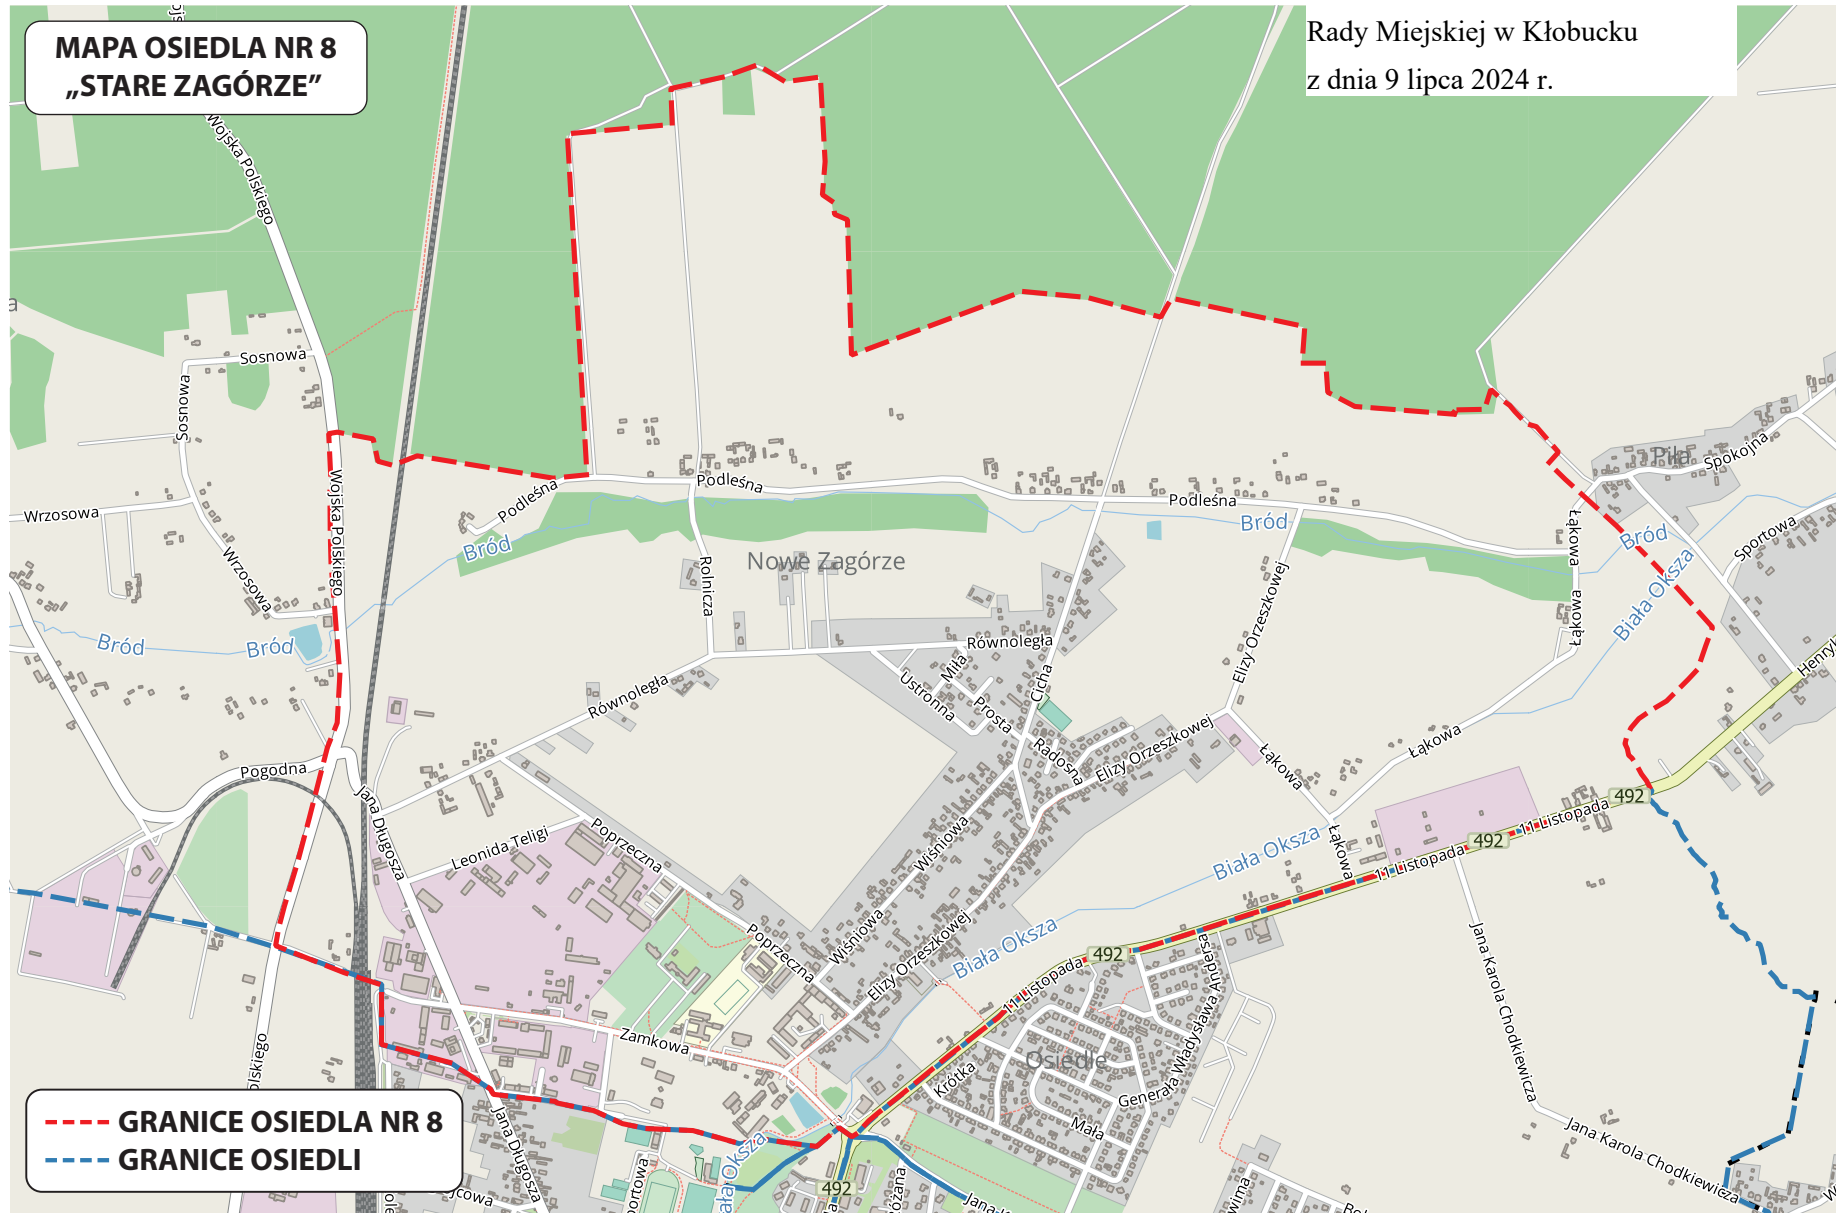 MAPA OSIEDLA NR 8
„STARE ZAGÓRZE”
Rady Miejskiej w Kłobucku
z dnia 9 lipca 2024 r.
Wojska Polskiego
Sosnowa
Sosnowa
Wrzosowa
Wrzosowa
Wojska Polskiego
Podleśna
Podleśna
Podleśna
Bród
Bród
Bród
Bród
Bród
Nowe Zagórze
Rolnicza
Równoległa
Równoległa
Miła
Ustronna
Prosta
Cicha
Radosna
Elizy Orzeszkowej
Elizy Orzeszkowej
Elizy Orzeszkowej
Łąkowa
Łąkowa
Łąkowa
Łąkowa
Łąkowa
Piła
Spokojna
Sportowa
Biała Oksza
Biała Oksza
Biała Oksza
Pogodna
Jana Długosza
Leonida Teligi
Poprzeczna
Poprzeczna
Wiśniowa
Wiśniowa
11 Listopada
11 Listopada
11 Listopada
492
492
492
492
Zamkowa
Krótka
Osiedle
Mała
Generała Władysława Andersa
Jana Karola Chodkiewicza
Jana Karola Chodkiewicza
Jana Długosza
GRANICE OSIEDLA NR 8
GRANICE OSIEDLI